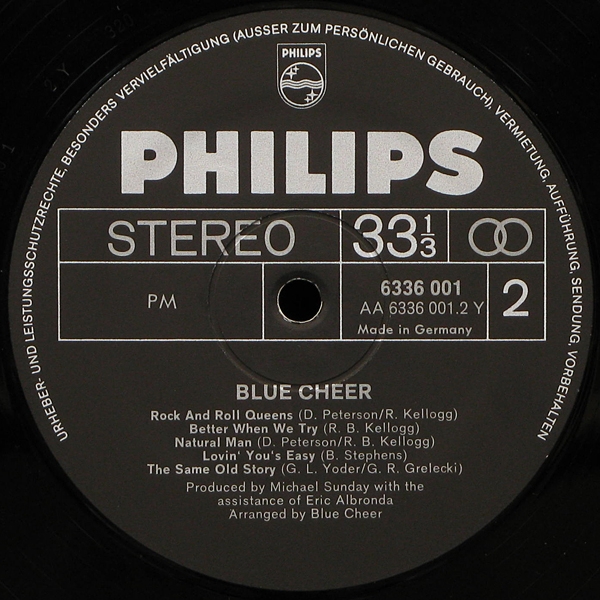 URHEBER- UND LEISTUNGSSCHUTZRECHTE, BESONDERS VERVIELFÄLTIGUNG (AUSSER ZUM PERSÖNLICHEN GEBRAUCH), VERMIETUNG, AUFFÜHRUNG, SENDUNG, VORBEHALTEN
PHILIPS
PHILIPS
STEREO 33 1/3
PM
6336 001
AA 6336 001.2 Y
Made in Germany
2
BLUE CHEER
Rock And Roll Queens (D. Peterson/R. Kellogg)
Better When We Try (R. B. Kellogg)
Natural Man (D. Peterson/R. B. Kellogg)
Lovin' You's Easy (B. Stephens)
The Same Old Story (G. L. Yoder/G. R. Grelecki)
Produced by Michael Sunday with the
assistance of Eric Albronda
Arranged by Blue Cheer